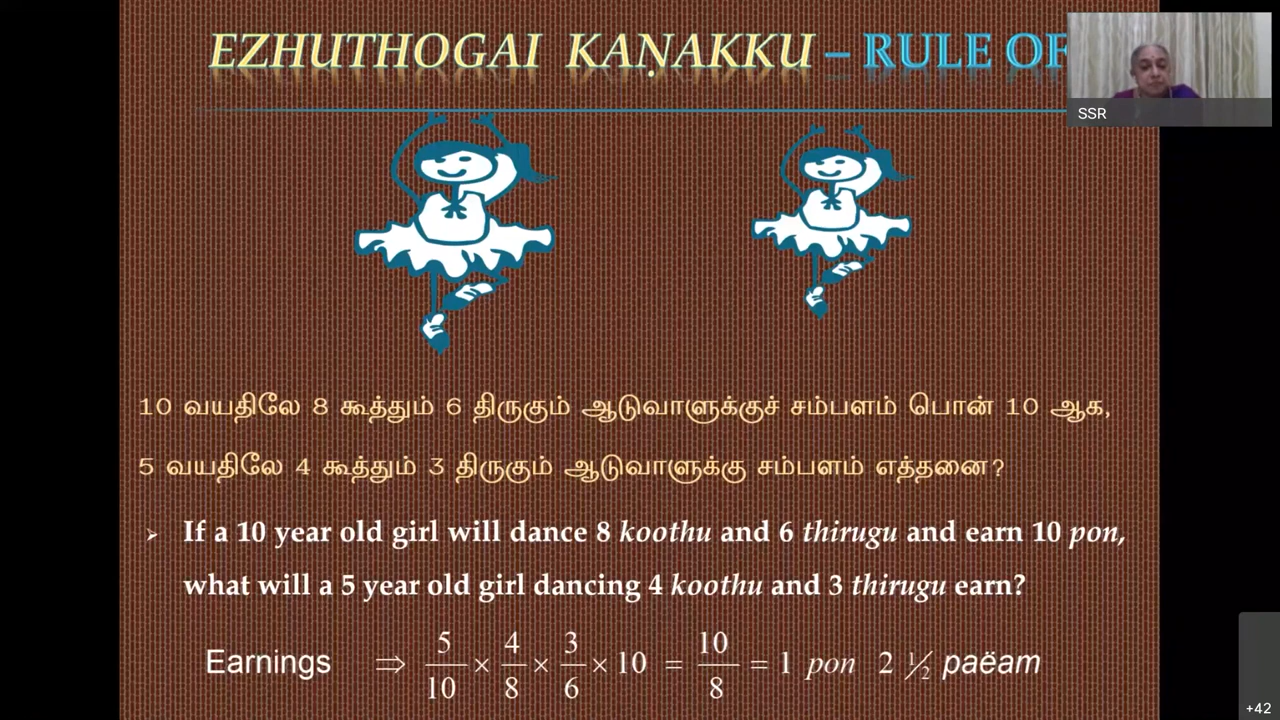 EZHUTHOGAI KAṆAKKU – RULE OF
SSR
10 வயதிலே 8 கூத்தும் 6 திருகும் ஆடுவாளுக்குச் சம்பளம் பொன் 10 ஆக,
5 வயதிலே 4 கூத்தும் 3 திருகும் ஆடுவாளுக்கு சம்பளம் எத்தனை?
➢ If a 10 year old girl will dance 8 koothu and 6 thirugu and earn 10 pon,
what will a 5 year old girl dancing 4 koothu and 3 thirugu earn?
Earnings ⇒ 5/10 × 4/8 × 3/6 × 10 = 10/8 = 1 pon 2 ½ paëam
+42